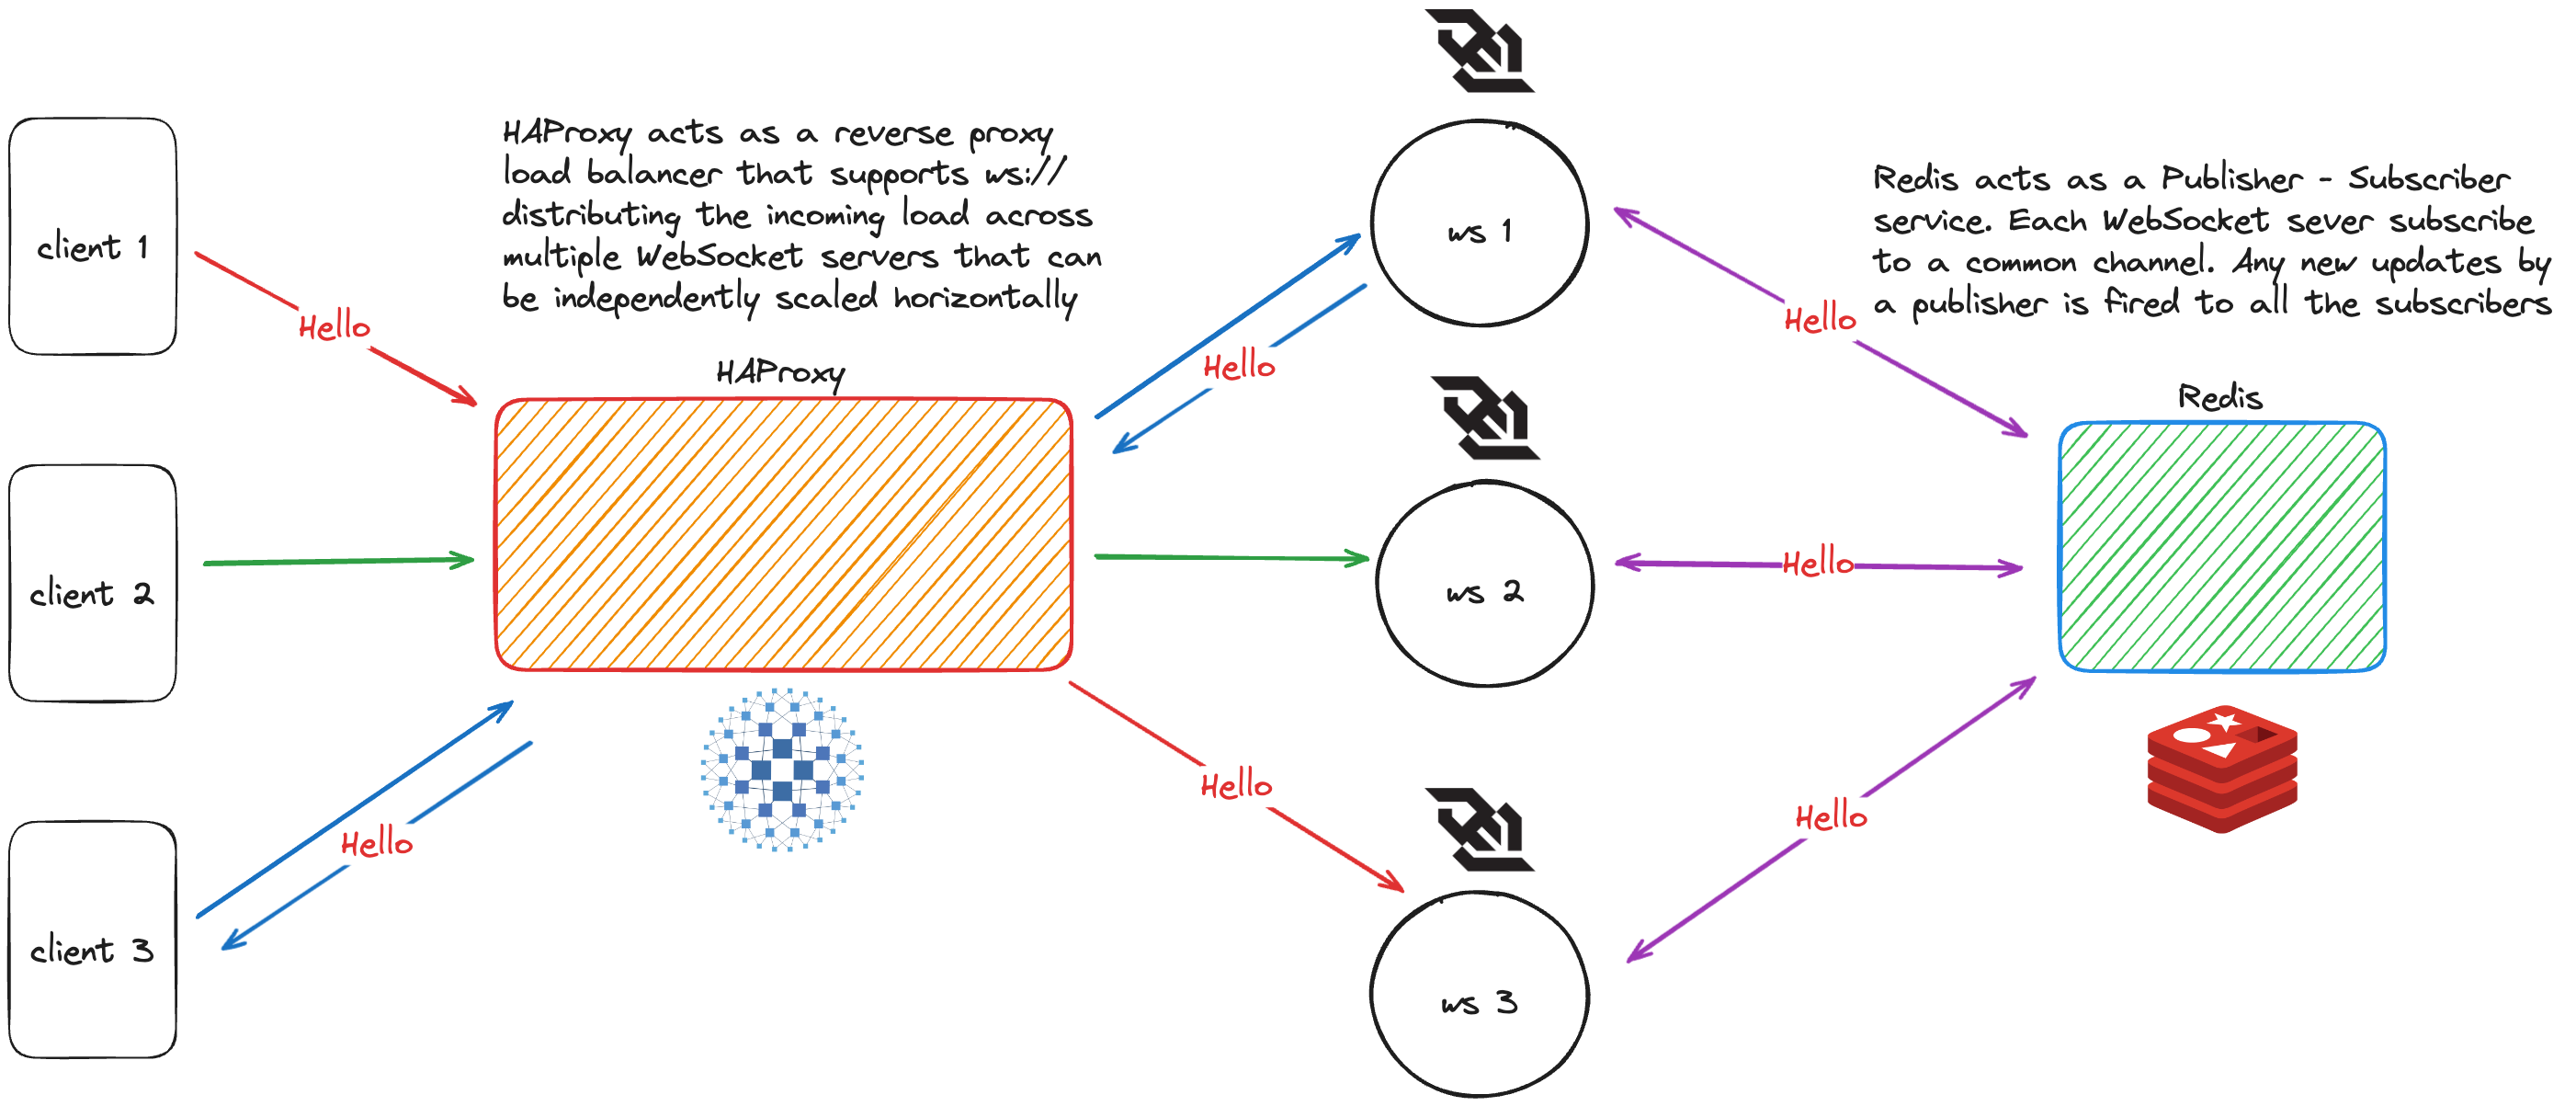 client 1
Hello
HAProxy acts as a reverse proxy
load balancer that supports ws://
distributing the incoming load across
multiple WebSocket servers that can
be independently scaled horizontally
HAProxy
ws 1
Hello
Hello
Redis acts as a Publisher - Subscriber
service. Each WebSocket sever subscribe
to a common channel. Any new updates by
a publisher is fired to all the subscribers
Redis
client 2
ws 2
Hello
client 3
Hello
Hello
ws 3
Hello